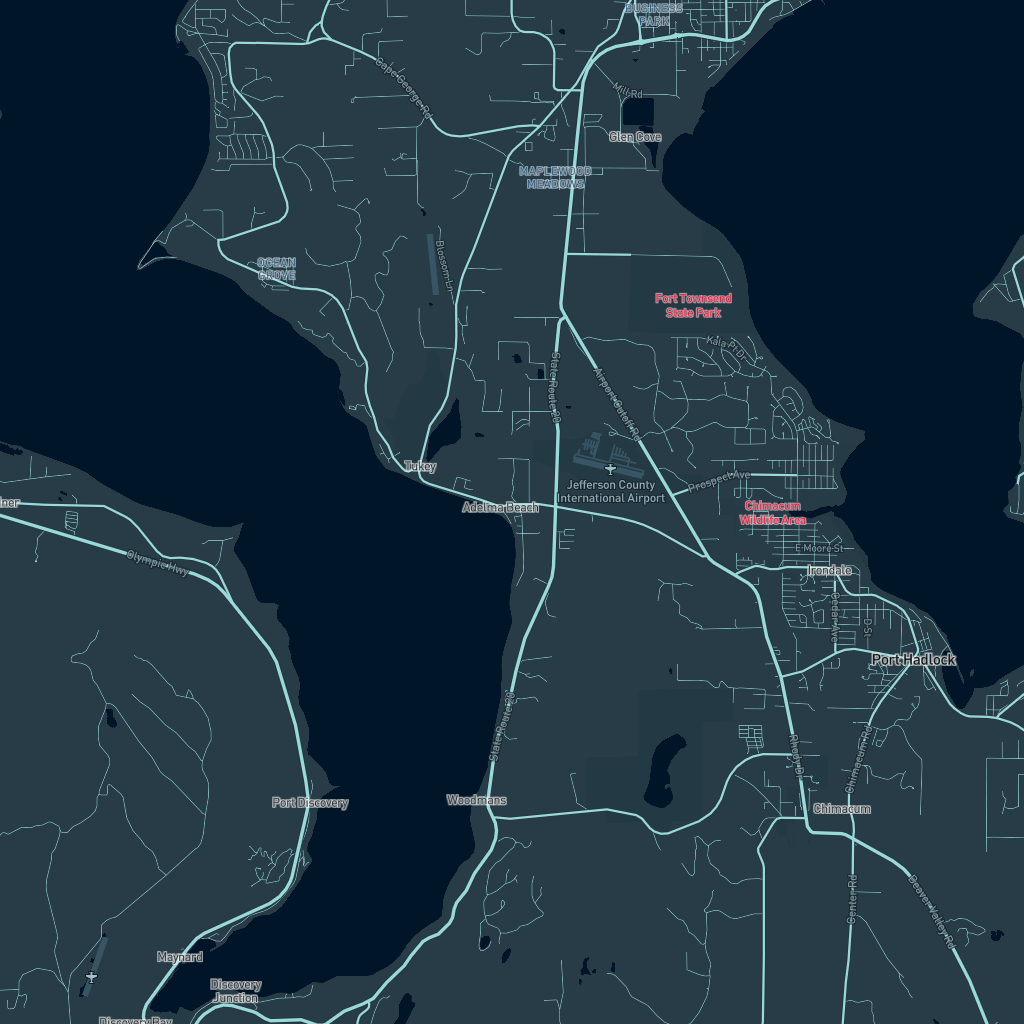 BUSINESS
PARK
Cape George Rd
Mill Rd
Glen Cove
MAPLEWOOD
MEADOWS
OCEAN
GROVE
Blossom Ln
Fort Townsend
State Park
Kala Pt Dr
State Route 20
Airport Cutoff Rd
Tukey
Jefferson County
International Airport
Prospect Ave
Adelma Beach
Chimacum
Wildlife Area
iner
Olympic Hwy
E Moore St
Irondale
Cedar Ave
D St
Port Hadlock
State Route 20
Rhody Dr
Chimacum Rd
Port Discovery
Woodmans
Chimacum
Center Rd
Beaver Valley Rd
Maynard
Discovery
Junction
Discovery Bay